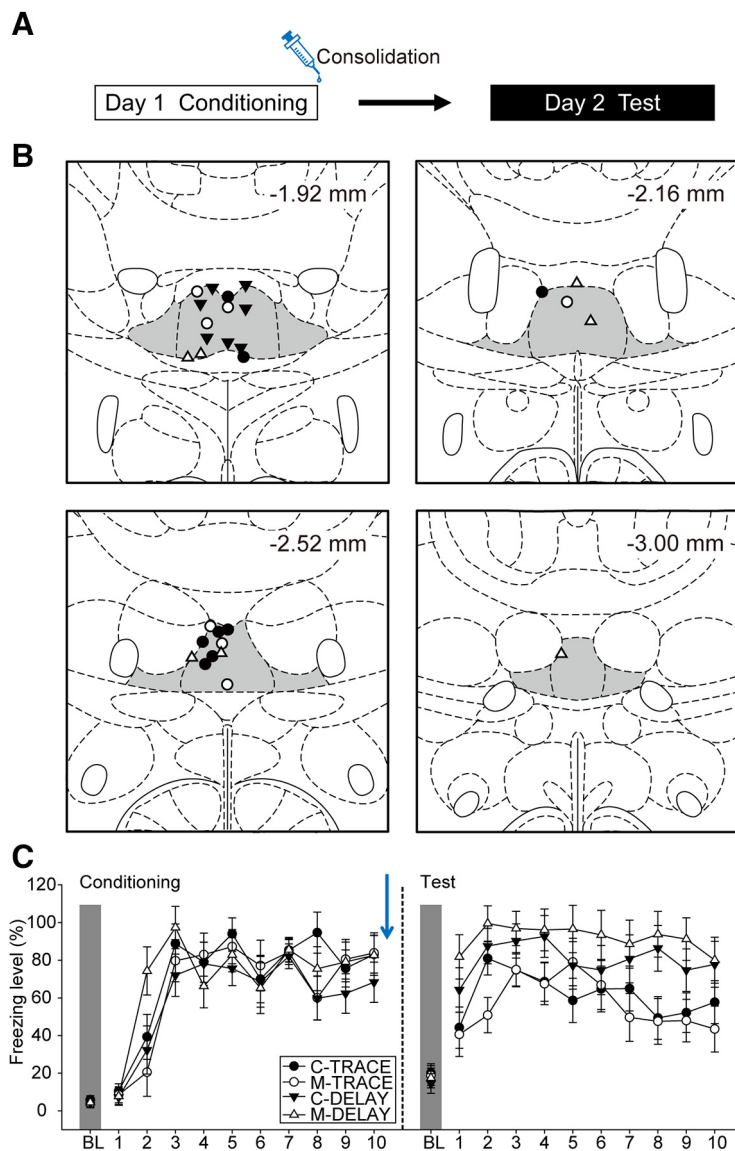 A
Consolidation
Day 1 Conditioning
Day 2 Test
B
-1.92 mm
-2.16 mm
-2.52 mm
-3.00 mm
C
Conditioning
Test
Freezing level (%)
120
100
80
60
40
20
0
C-TRACE
M-TRACE
C-DELAY
M-DELAY
BL 1 2 3 4 5 6 7 8 9 10 BL 1 2 3 4 5 6 7 8 9 10